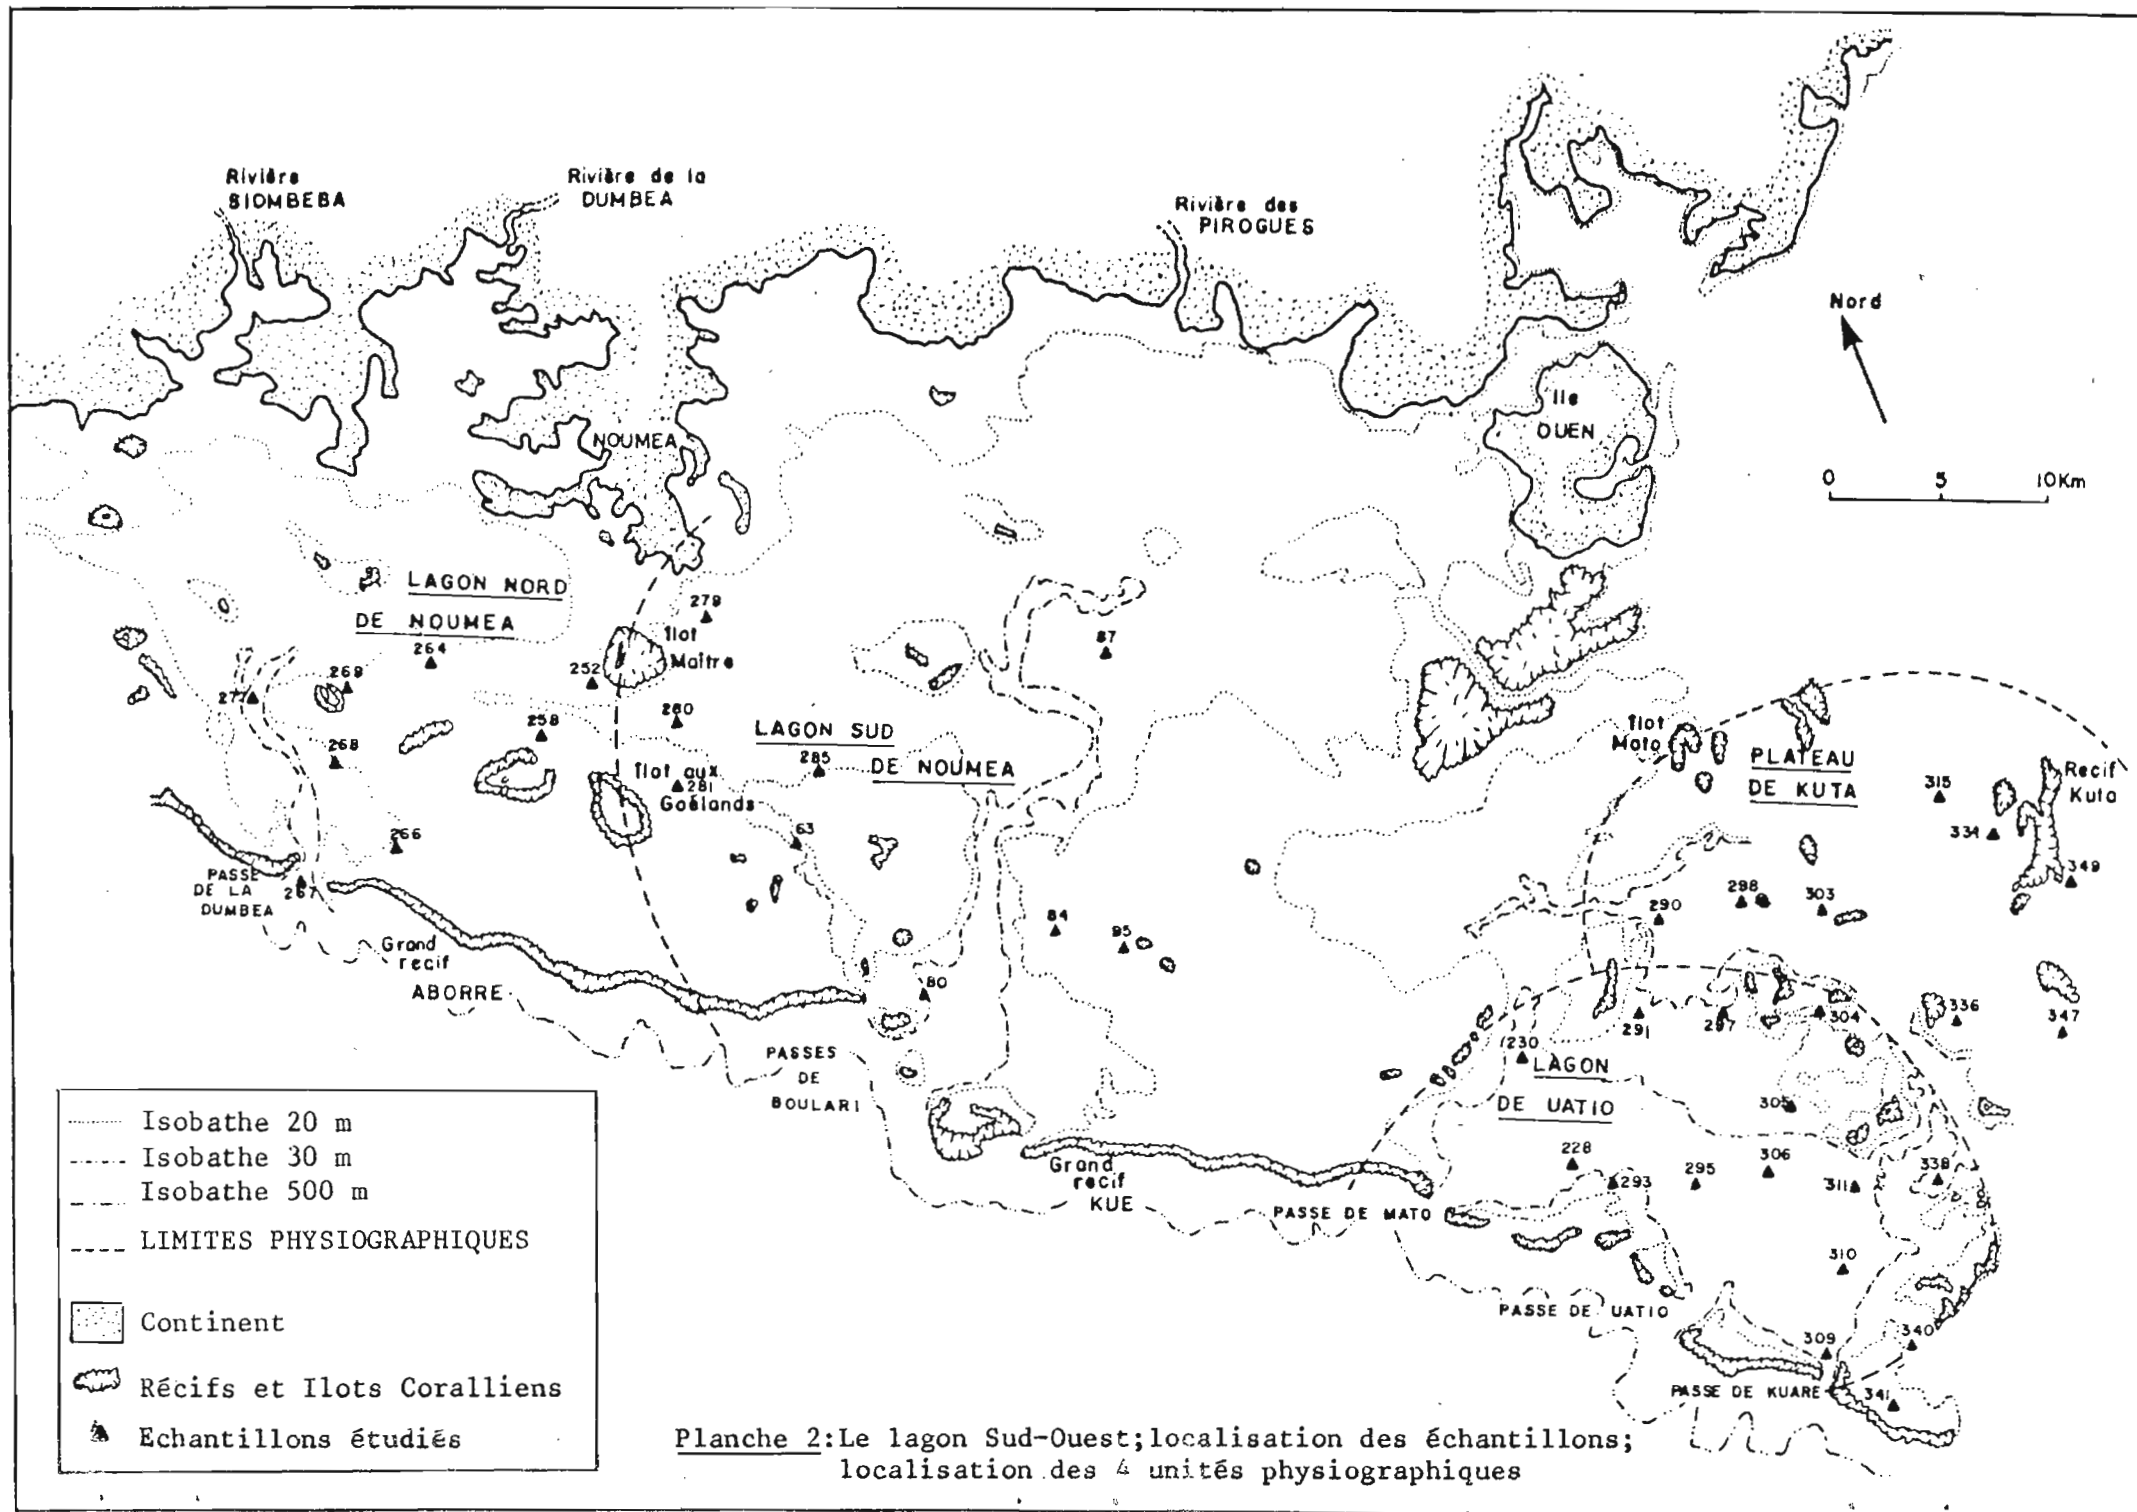 Rivière
SIOMBEBA
Rivière de la
DUMBEA
Rivière des
PIROGUES
Nord
0 5 10Km
Ile
OUEN
NOUMEA
LAGON NORD
DE NOUMEA
279
Ilot
Maître
264
269
252
277
87
268
258
280
LAGON SUD
285
DE NOUMEA
Ilot aux
281
Goêlands
Ilot
Mato
PLATEAU
DE KUTA
315
Recif
Kuta
334
349
63
266
PASSE
DE LA
DUMBEA
267
Grand
recif
ABORRE
84
95
80
290
298
303
291
297
304
336
347
230
LAGON
DE UATIO
305
PASSES
DE
BOULARI
Grand
recif
KUE
228
293
295
306
311
338
PASSE DE MATO
310
PASSE DE UATIO
309
340
PASSE DE KUARE
341
Isobathe 20 m
Isobathe 30 m
Isobathe 500 m
LIMITES PHYSIOGRAPHIQUES
Continent
Récifs et Ilots Coralliens
Echantillons étudiés
Planche 2:Le lagon Sud-Ouest;localisation des échantillons;
localisation des 4 unités physiographiques